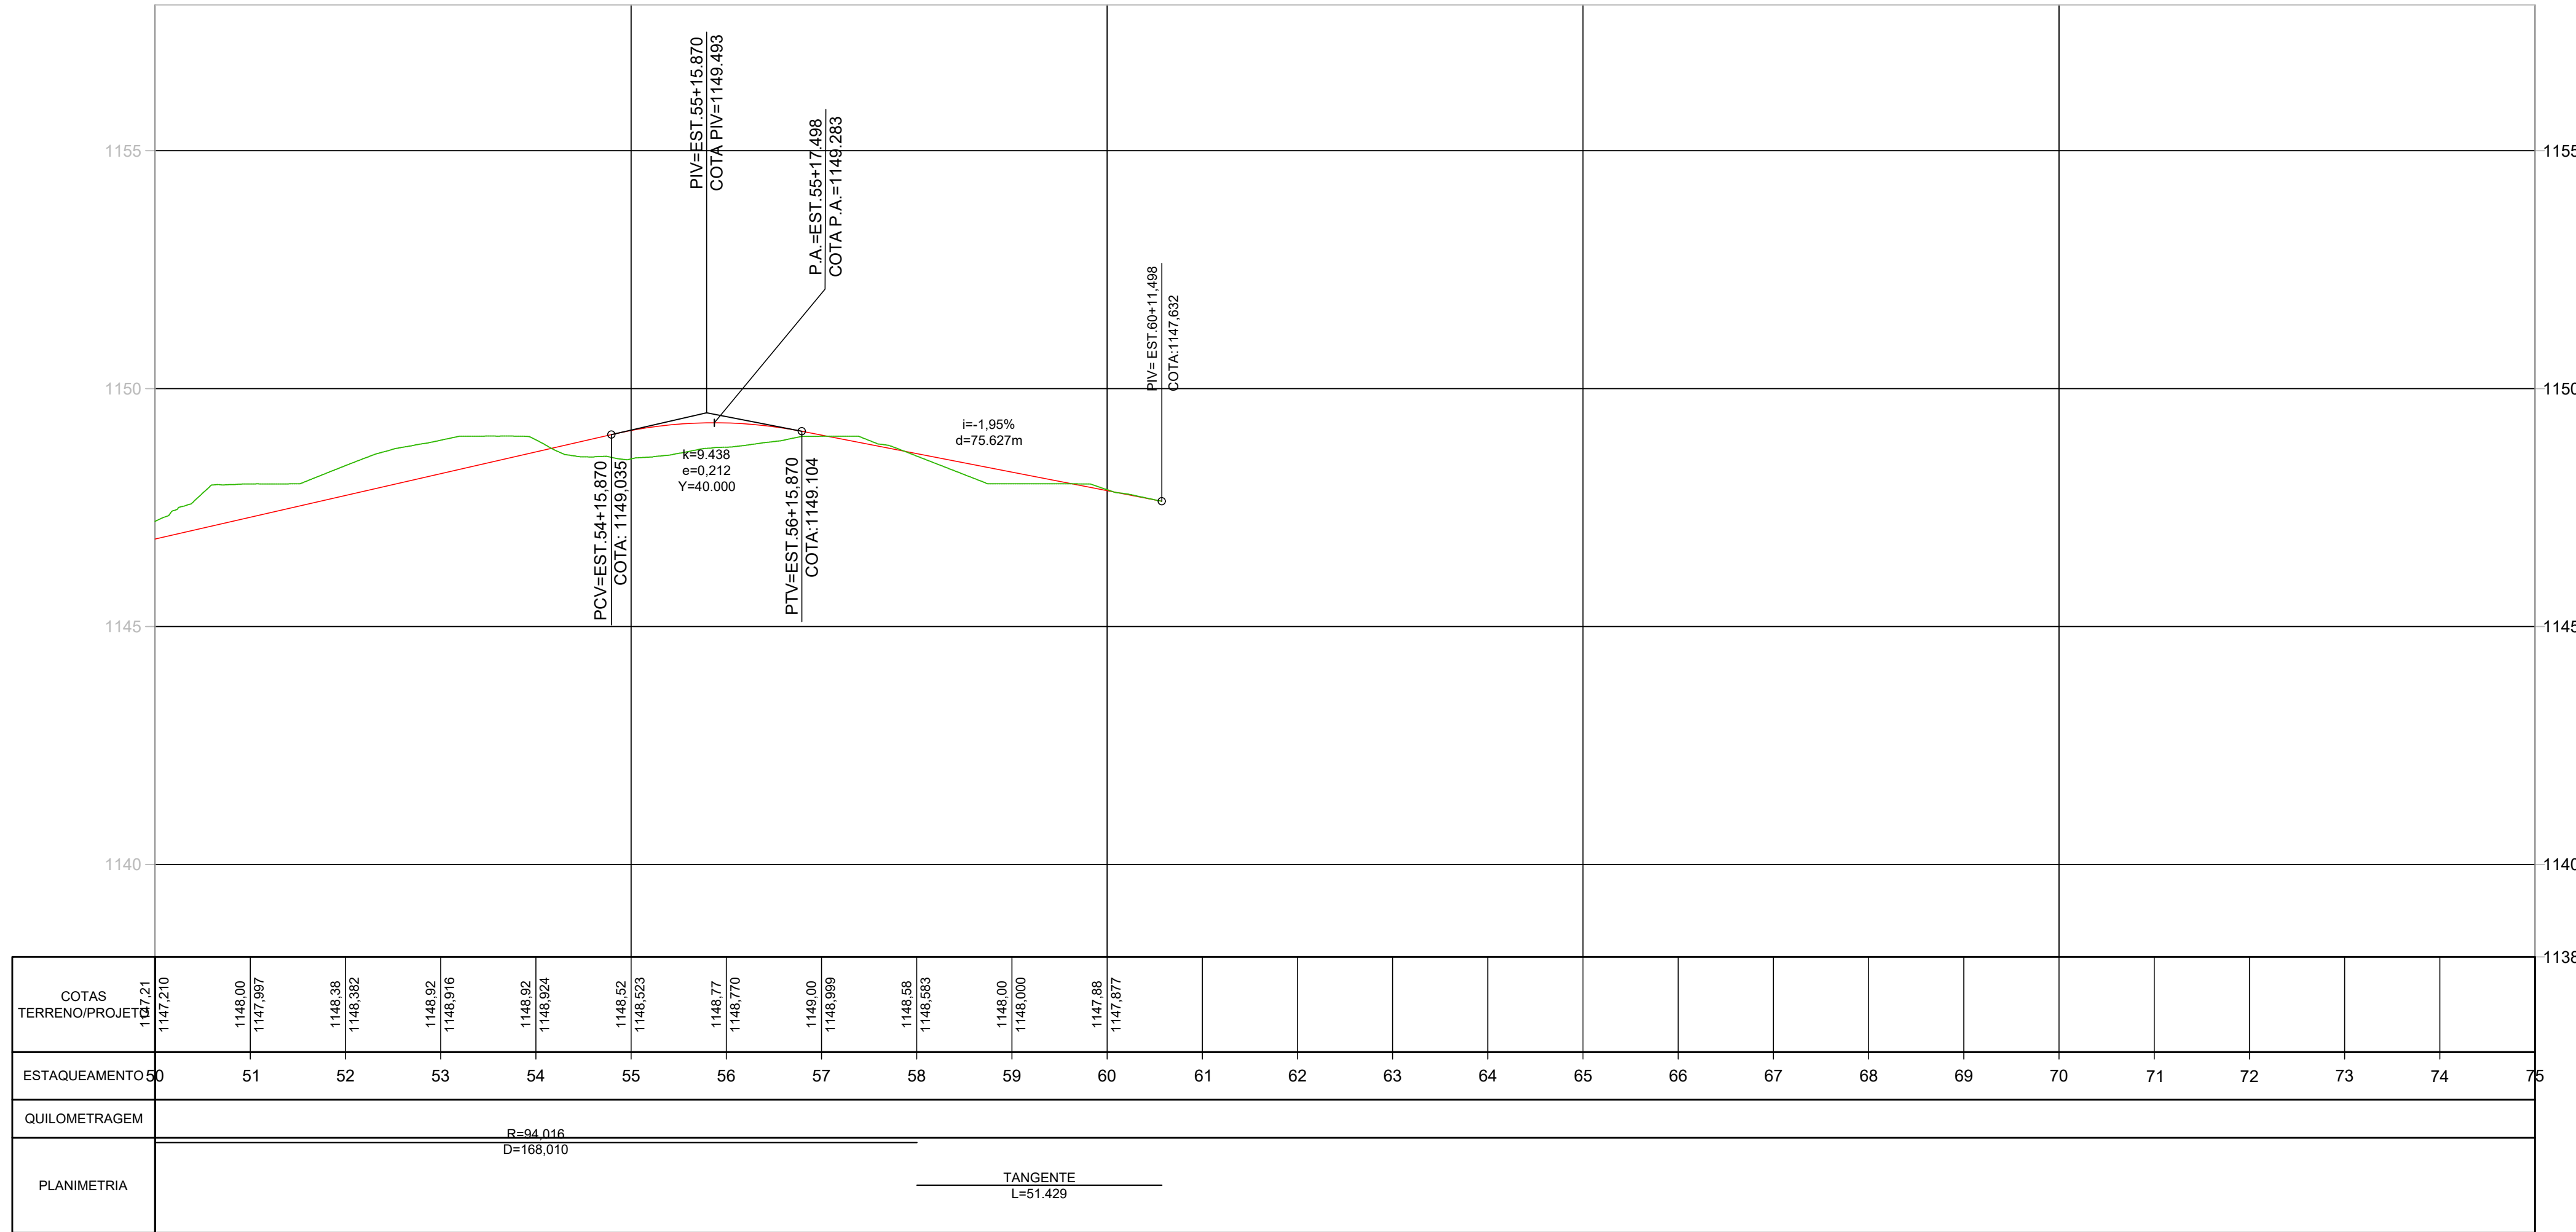 PIV=EST.55+15.870
COTA PIV=1149.493
P.A.=EST.55+17.498
COTA P.A.=1149.283
1155
1155
PIV= EST.60+11,498
COTA:1147,632
1150
1150
i=-1,95%
d=75.627m
k=9.438
e=0,212
Y=40.000
PCV=EST.54+15,870
COTA: 1149,035
PTV=EST.56+15,870
COTA:1149.104
1145
1145
1140
1140
1138
COTAS
TERRENO/PROJETO
1147,21
1147,210
1148,00
1147,997
1148,38
1148,382
1148,92
1148,916
1148,92
1148,924
1148,52
1148,523
1148,77
1148,770
1149,00
1148,999
1148,58
1148,583
1148,00
1148,000
1147,88
1147,877
ESTAQUEAMENTO 50 51 52 53 54 55 56 57 58 59 60 61 62 63 64 65 66 67 68 69 70 71 72 73 74 75
QUILOMETRAGEM
R=94,016
D=168,010
PLANIMETRIA
TANGENTE
L=51.429